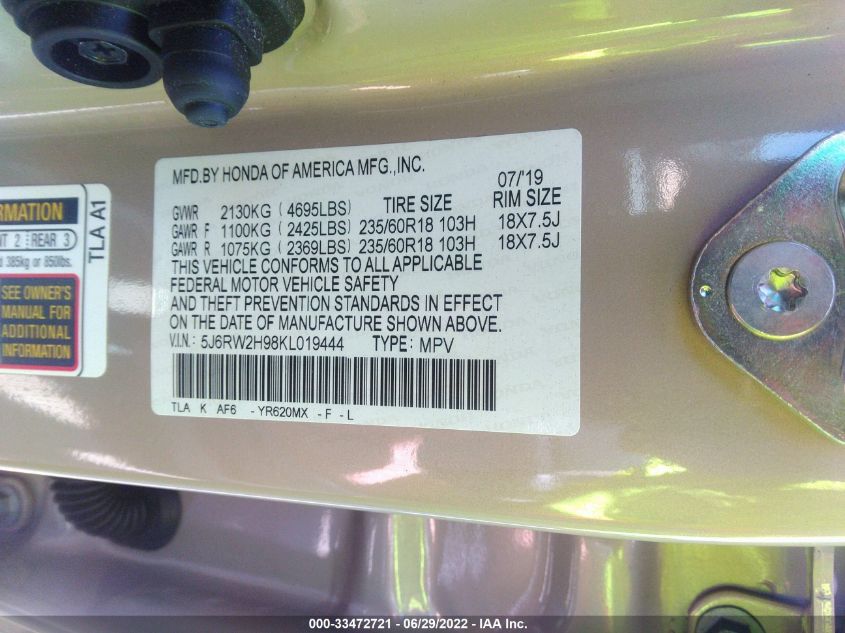 MFD.BY HONDA OF AMERICA MFG.,INC.
07/'19
GVWR 2130KG (4695LBS) TIRE SIZE RIM SIZE
GAWR F 1100KG (2425LBS) 235/60R18 103H 18X7.5J
GAWR R 1075KG (2369LBS) 235/60R18 103H 18X7.5J
THIS VEHICLE CONFORMS TO ALL APPLICABLE
FEDERAL MOTOR VEHICLE SAFETY
AND THEFT PREVENTION STANDARDS IN EFFECT
ON THE DATE OF MANUFACTURE SHOWN ABOVE.
V.I.N: 5J6RW2H98KL019444 TYPE: MPV
TLA K AF6 - YR620MX - F - L
RMATION
NT 2 REAR 3
d 385kg or 850lbs.
SEE OWNER'S
MANUAL FOR
ADDITIONAL
INFORMATION
TLA A1
000-33472721 - 06/29/2022 - IAA Inc.